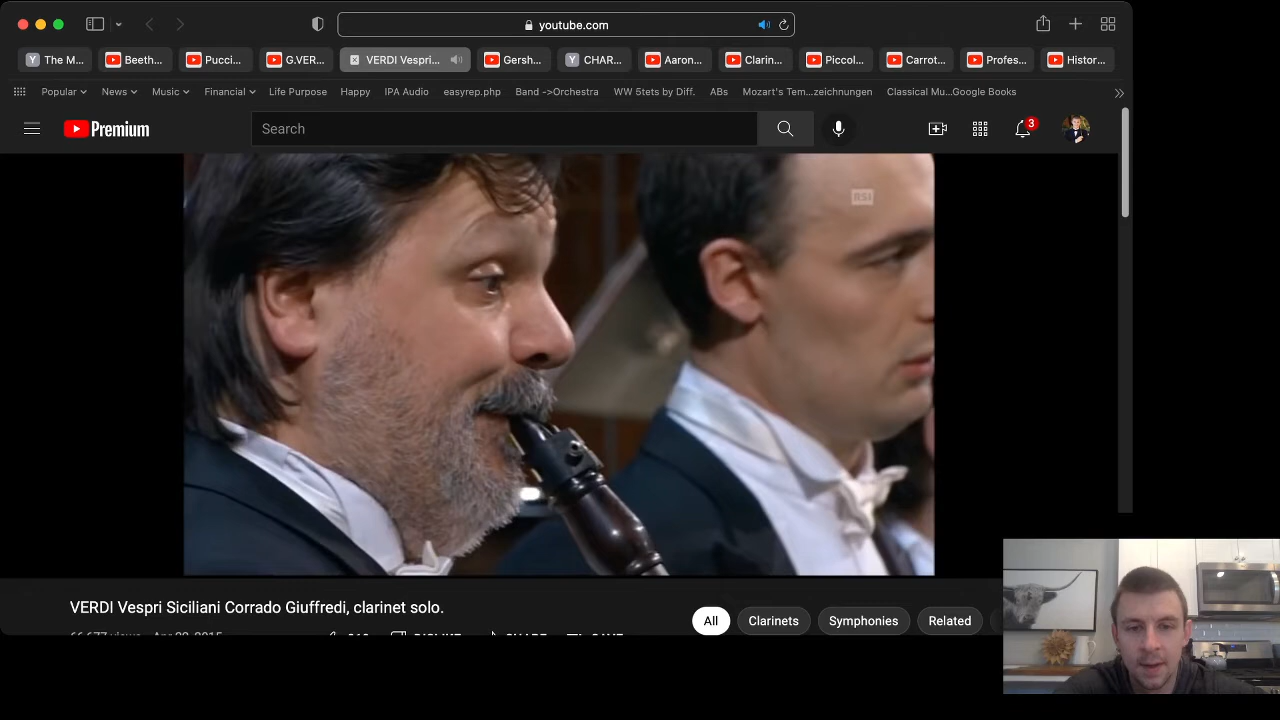 youtube.com
The M... Beeth... Pucci... G.VER... VERDI Vespri... Gersh... CHAR... Aaron... Clarin... Piccol... Carrot... Profes... Histor...
Popular News Music Financial Life Purpose Happy IPA Audio easyrep.php Band ->Orchestra WW 5tets by Diff. ABs Mozart's Tem...zeichnungen Classical Mu...Google Books
Premium Search 3
RSI
VERDI Vespri Siciliani Corrado Giuffredi, clarinet solo.
All Clarinets Symphonies Related